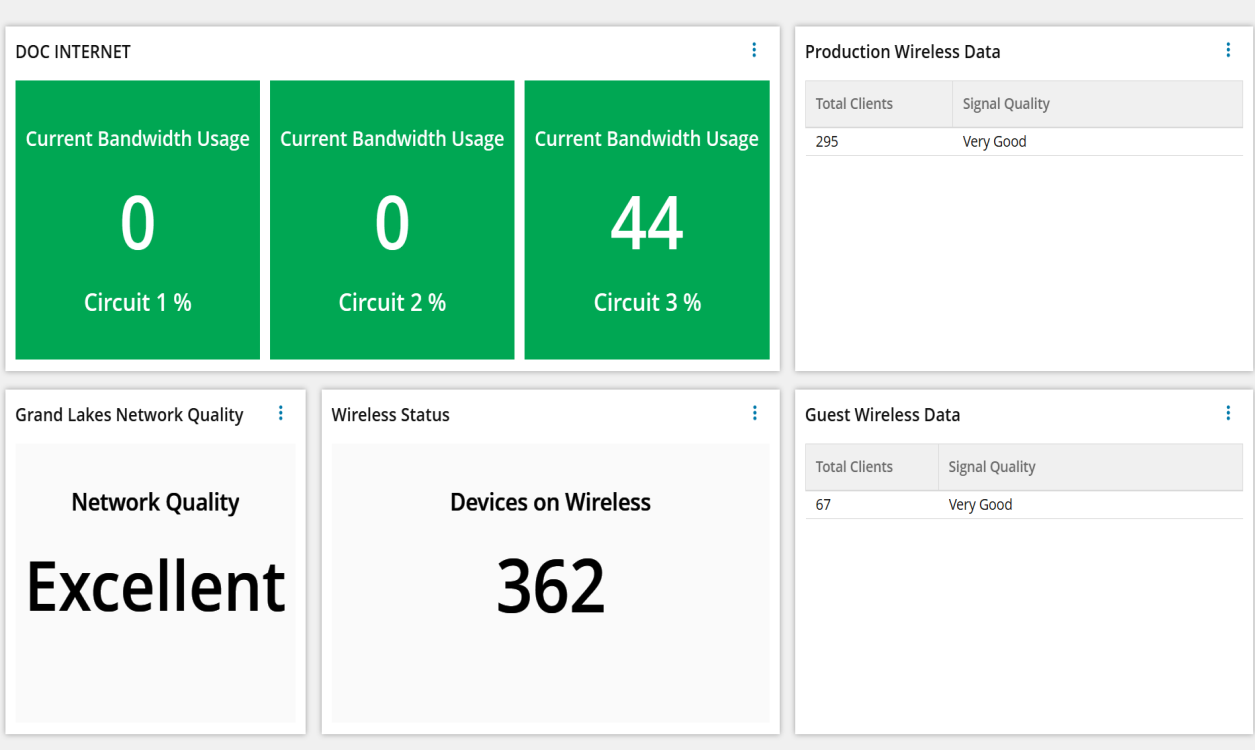 DOC INTERNET
Current Bandwidth Usage
0
Circuit 1 %
Current Bandwidth Usage
0
Circuit 2 %
Current Bandwidth Usage
44
Circuit 3 %
Production Wireless Data
Total Clients Signal Quality
295 Very Good
Grand Lakes Network Quality
Network Quality
Excellent
Wireless Status
Devices on Wireless
362
Guest Wireless Data
Total Clients Signal Quality
67 Very Good